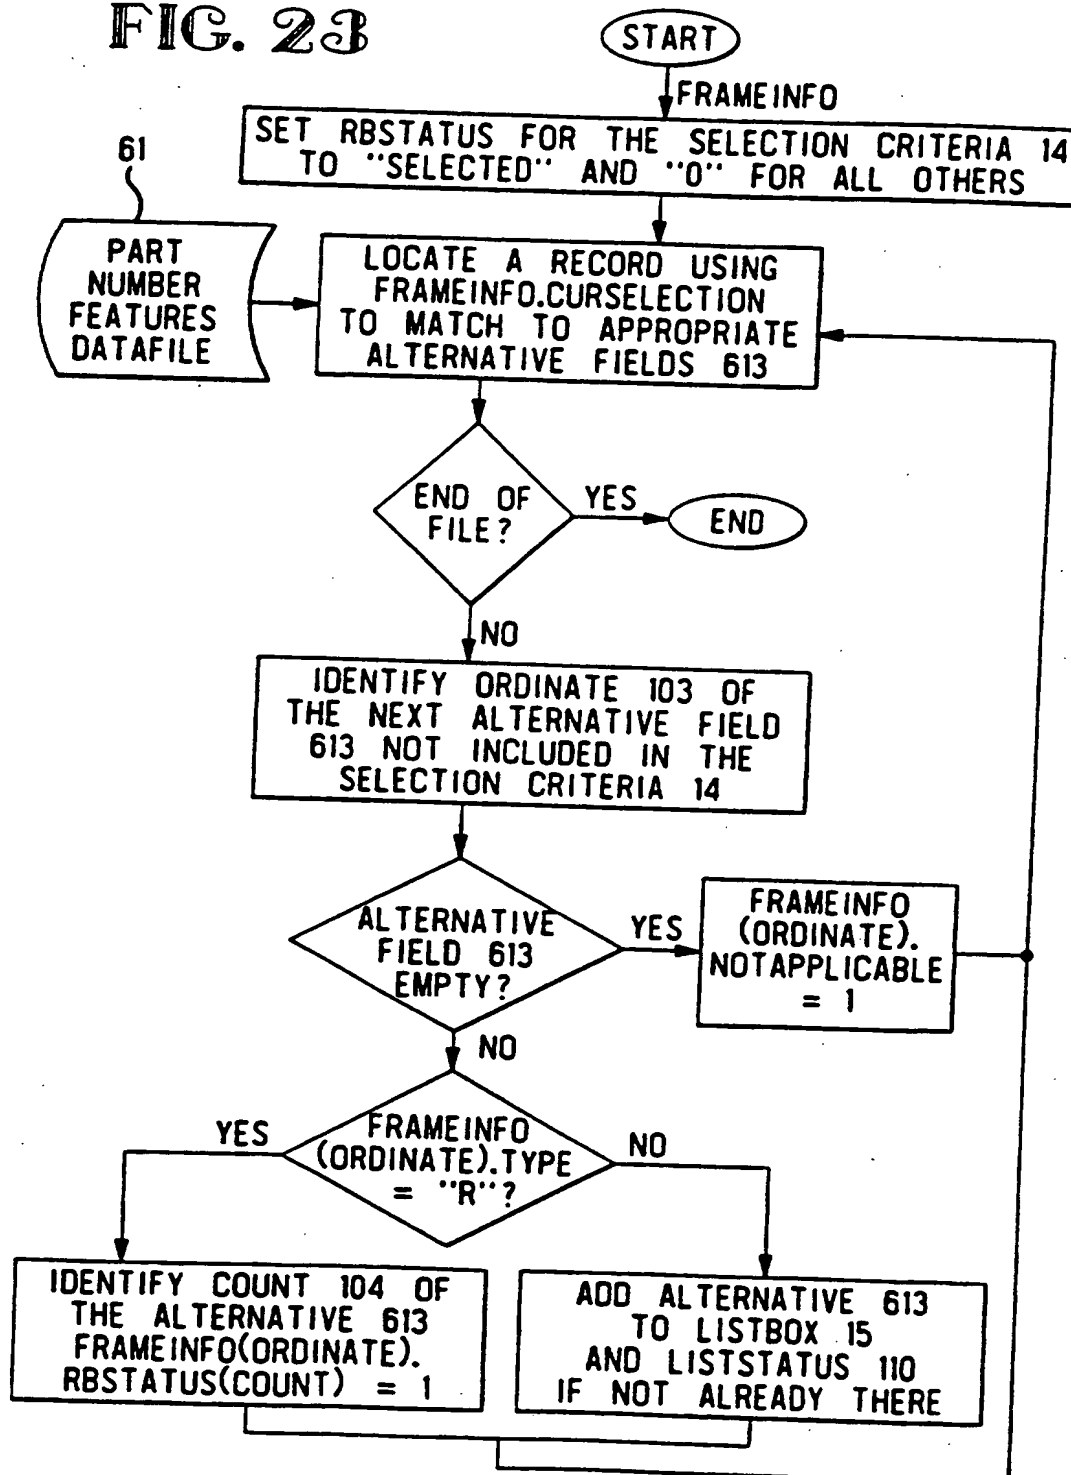 FIG. 23
START
FRAMEINFO
SET RBSTATUS FOR THE SELECTION CRITERIA 14
TO "SELECTED" AND "0" FOR ALL OTHERS
61
PART
NUMBER
FEATURES
DATAFILE
LOCATE A RECORD USING
FRAMEINFO.CURSELECTION
TO MATCH TO APPROPRIATE
ALTERNATIVE FIELDS 613
END OF
FILE?
YES
END
NO
IDENTIFY ORDINATE 103 OF
THE NEXT ALTERNATIVE FIELD
613 NOT INCLUDED IN THE
SELECTION CRITERIA 14
ALTERNATIVE
FIELD 613
EMPTY?
YES
FRAMEINFO
(ORDINATE).
NOTAPPLICABLE
= 1
NO
FRAMEINFO
(ORDINATE).TYPE
= "R"?
YES
NO
IDENTIFY COUNT 104 OF
THE ALTERNATIVE 613
FRAMEINFO(ORDINATE).
RBSTATUS(COUNT) = 1
ADD ALTERNATIVE 613
TO LISTBOX 15
AND LISTSTATUS 110
IF NOT ALREADY THERE